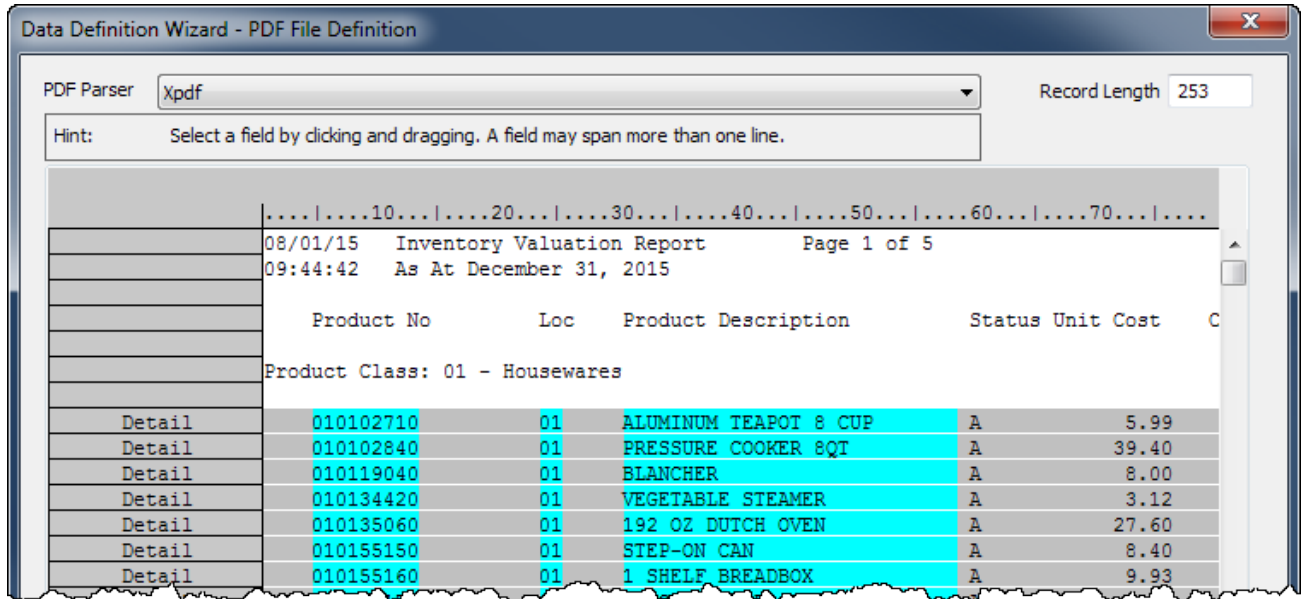 Data Definition Wizard - PDF File Definition
PDF Parser Xpdf Record Length 253
Hint: Select a field by clicking and dragging. A field may span more than one line.
....|....10...|....20...|....30...|....40...|....50...|....60...|....70...|....
08/01/15 Inventory Valuation Report Page 1 of 5
09:44:42 As At December 31, 2015
Product No Loc Product Description Status Unit Cost C
Product Class: 01 - Housewares
Detail 010102710 01 ALUMINUM TEAPOT 8 CUP A 5.99
Detail 010102840 01 PRESSURE COOKER 8QT A 39.40
Detail 010119040 01 BLANCHER A 8.00
Detail 010134420 01 VEGETABLE STEAMER A 3.12
Detail 010135060 01 192 OZ DUTCH OVEN A 27.60
Detail 010155150 01 STEP-ON CAN A 8.40
Detail 010155160 01 1 SHELF BREADBOX A 9.93